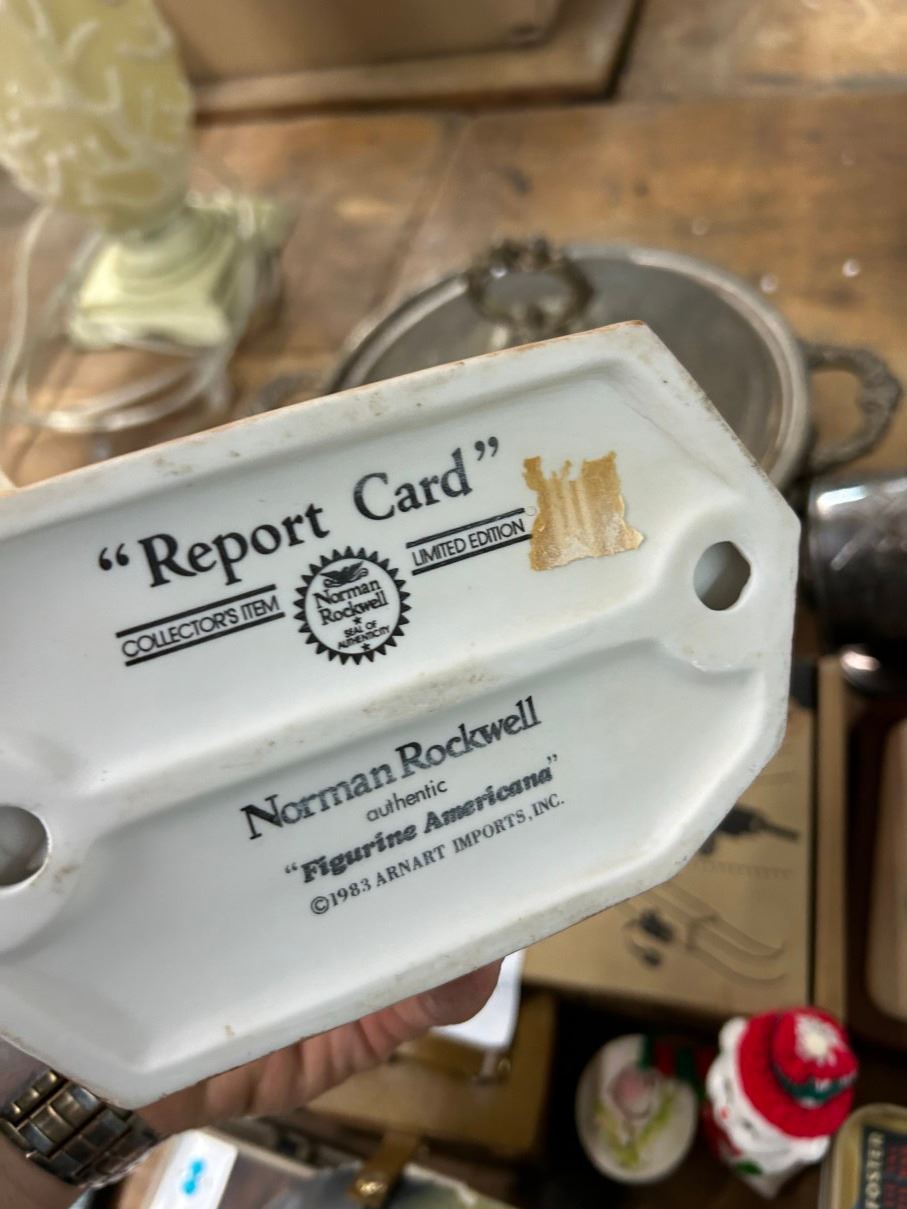 “Report Card”
COLLECTOR'S ITEM
Norman
Rockwell
SEAL OF
AUTHENTICITY
LIMITED EDITION
Norman Rockwell
authentic
“Figurine Americana”
©1983 ARNART IMPORTS, INC.
FOSTER